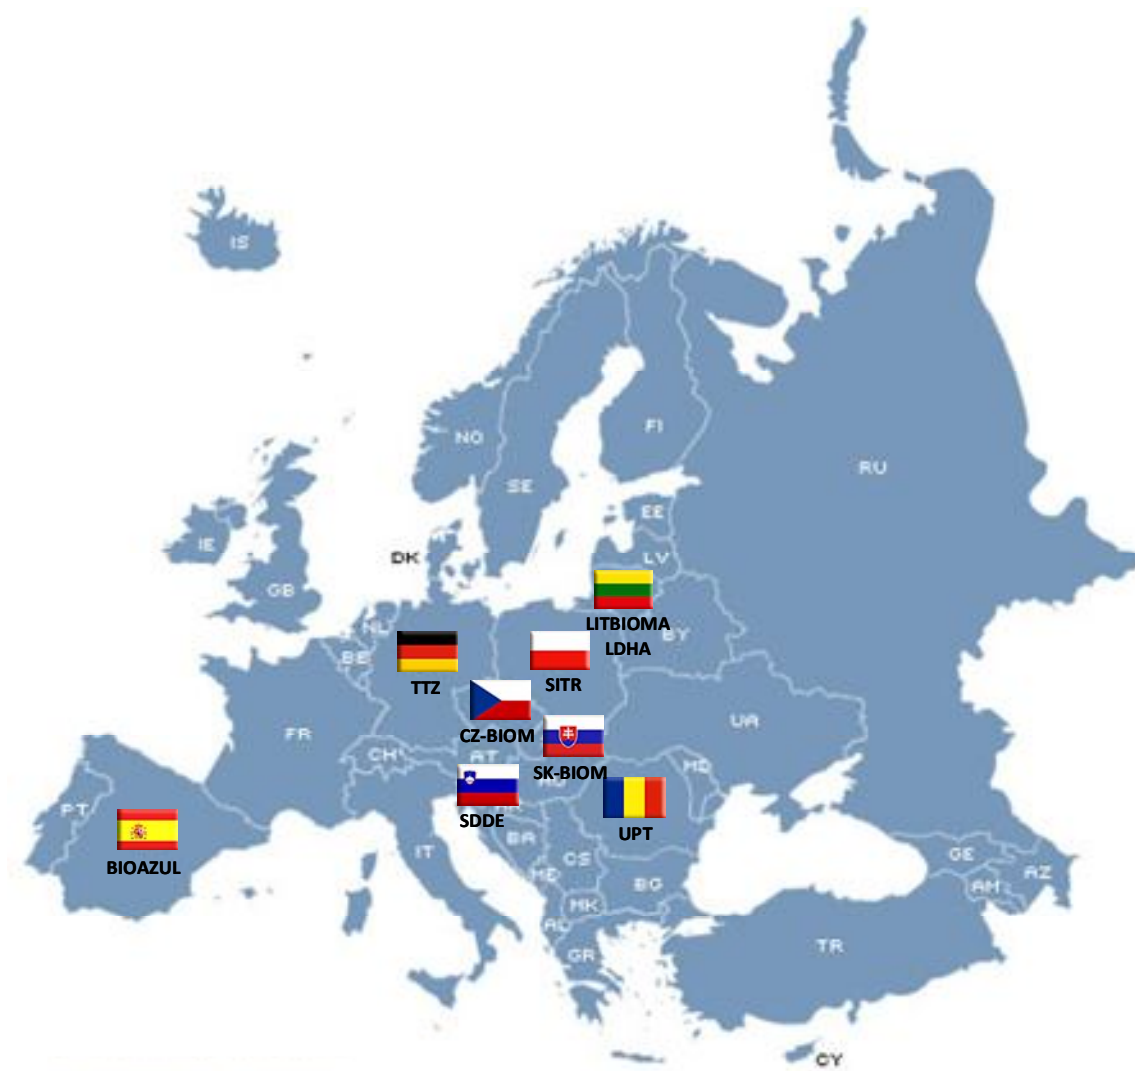 IS
NO
FI
RU
SE
EE
IE
DK
LV
GB
LITBIOMA
LDHA
BY
NL
BE
TTZ
SITR
UA
FR
CZ-BIOM
CH
AT
SK-BIOM
MD
PT
SDDE
UPT
BA
IT
CS
GE
BIOAZUL
AZ
BG
AM
MK
AL
TR
GR
CY